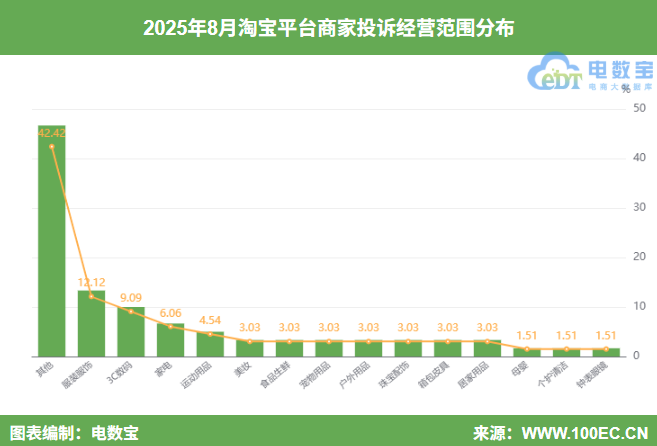 2025年8月淘宝平台商家投诉经营范围分布
eDT 电数宝
电商大数据库
%
50
40
30
20
10
0
42.42
12.12
9.09
6.06
4.54
3.03
3.03
3.03
3.03
3.03
3.03
3.03
1.51
1.51
1.51
其他
服装服饰
3C数码
家电
运动用品
美妆
食品生鲜
宠物用品
户外用品
珠宝配饰
箱包皮具
居家用品
母婴
个护清洁
钟表眼镜
图表编制：电数宝
来源：WWW.100EC.CN